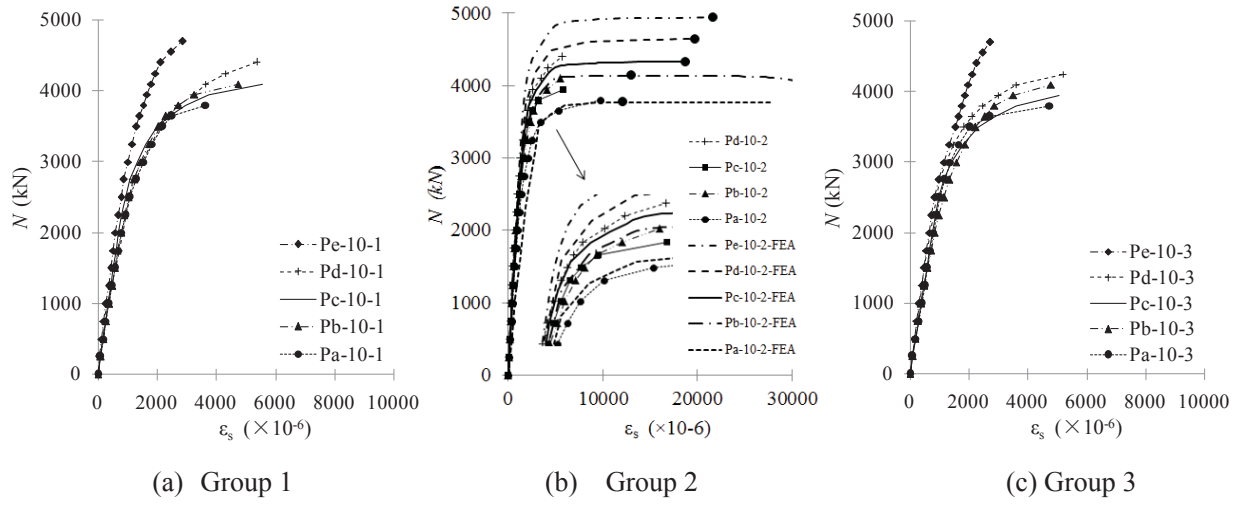 5000
4000
3000
2000
1000
0
N (kN)
0 2000 4000 6000 8000 10000
εs (×10-6)
Pe-10-1
Pd-10-1
Pc-10-1
Pb-10-1
Pa-10-1
(a) Group 1
5000
4000
3000
2000
1000
0
N (kN)
0 10000 20000 30000
εs (×10-6)
Pd-10-2
Pc-10-2
Pb-10-2
Pa-10-2
Pe-10-2-FEA
Pd-10-2-FEA
Pc-10-2-FEA
Pb-10-2-FEA
Pa-10-2-FEA
(b) Group 2
5000
4000
3000
2000
1000
0
N (kN)
0 2000 4000 6000 8000 10000
εs (×10-6)
Pe-10-3
Pd-10-3
Pc-10-3
Pb-10-3
Pa-10-3
(c) Group 3